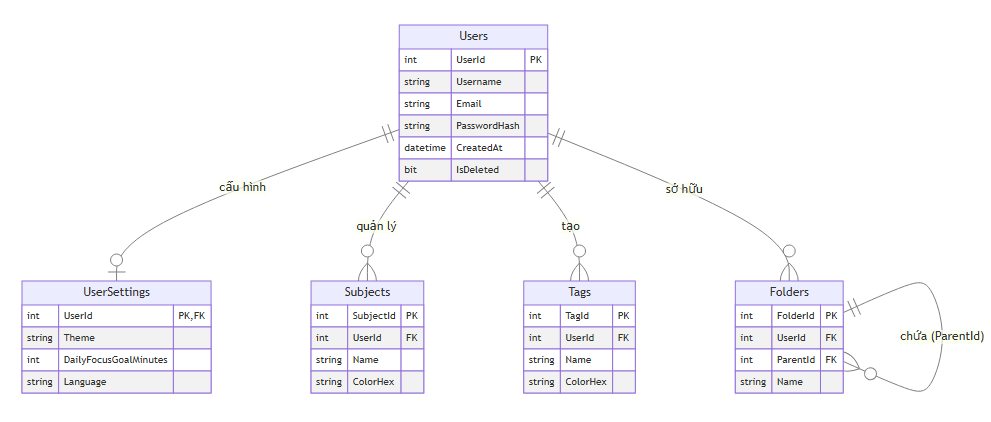 Users
int UserId PK
string Username
string Email
string PasswordHash
datetime CreatedAt
bit IsDeleted
cấu hình
quản lý
tạo
sở hữu
UserSettings
int UserId PK,FK
string Theme
int DailyFocusGoalMinutes
string Language
Subjects
int SubjectId PK
int UserId FK
string Name
string ColorHex
Tags
int TagId PK
int UserId FK
string Name
string ColorHex
Folders
int FolderId PK
int UserId FK
int ParentId FK
string Name
chứa (ParentId)